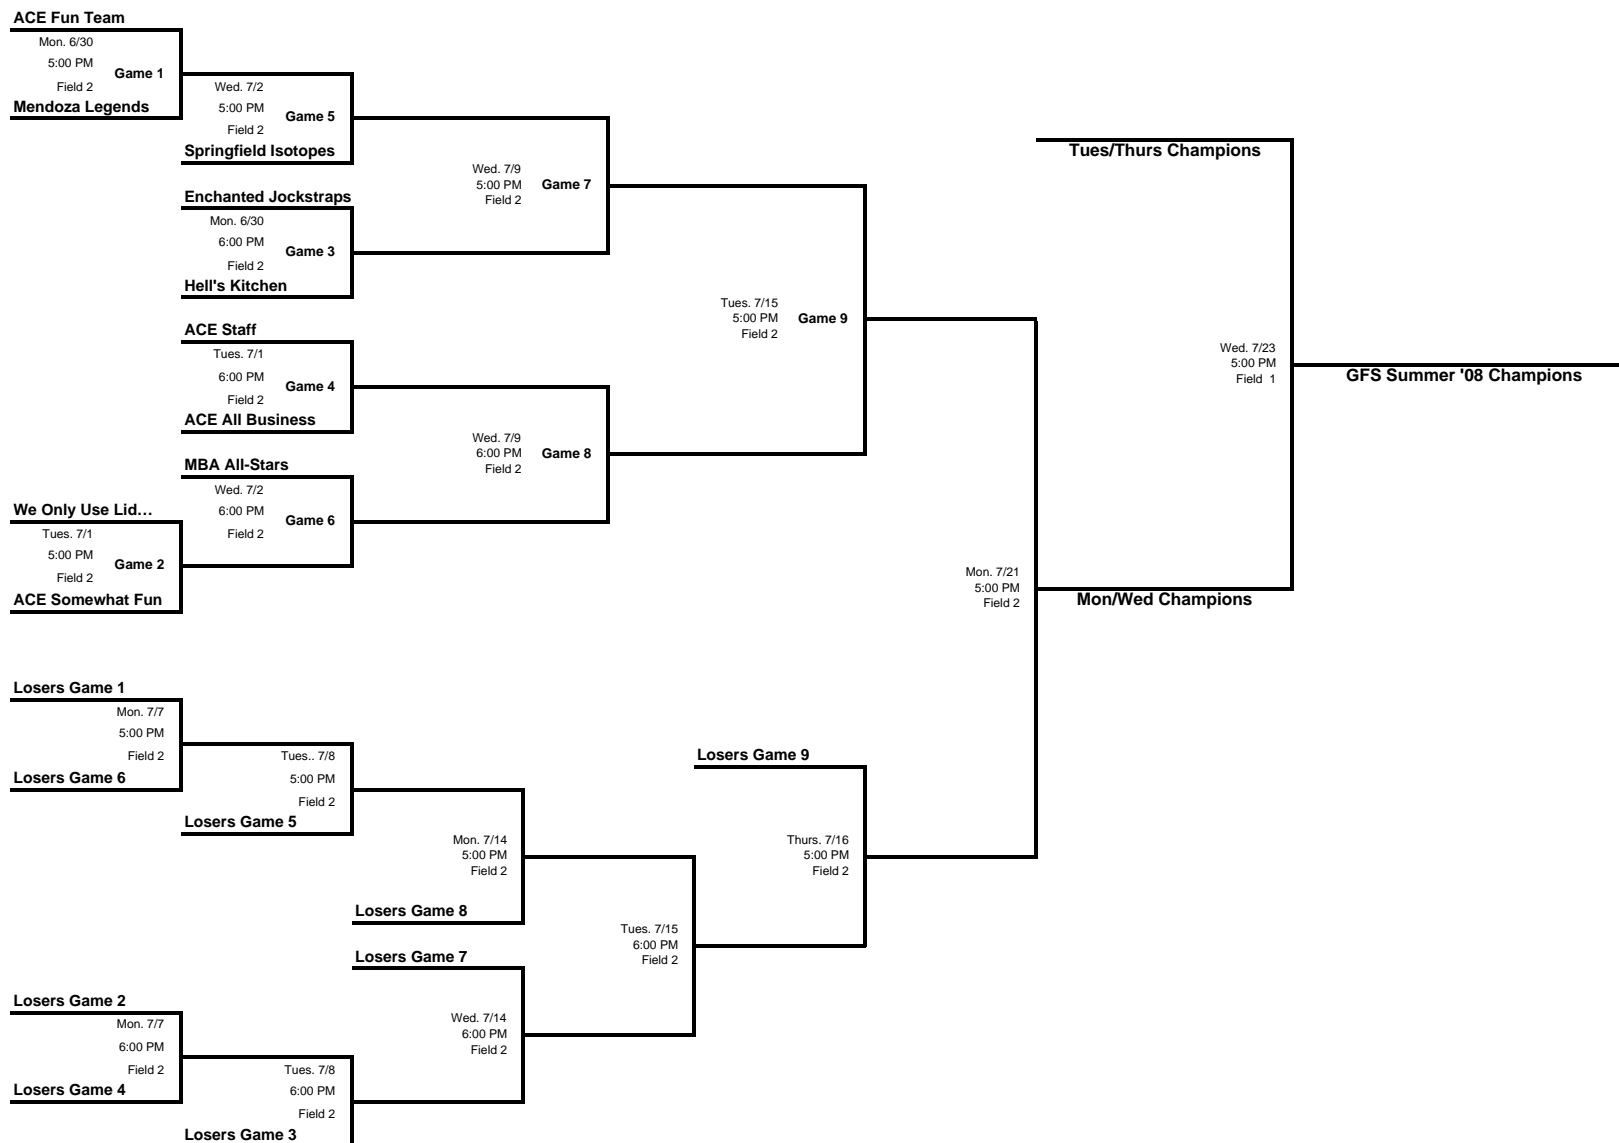 ACE Fun Team
Mon. 6/30
5:00 PM
Game 1
Field 2
Mendoza Legends
Wed. 7/2
5:00 PM
Game 5
Field 2
Springfield Isotopes
Enchanted Jockstraps
Mon. 6/30
6:00 PM
Game 3
Field 2
Hell's Kitchen
Wed. 7/9
5:00 PM
Game 7
Field 2
ACE Staff
Tues. 7/1
6:00 PM
Game 4
Field 2
ACE All Business
MBA All-Stars
Wed. 7/2
6:00 PM
Game 6
Field 2
We Only Use Lid…
Tues. 7/1
5:00 PM
Game 2
Field 2
ACE Somewhat Fun
Wed. 7/9
6:00 PM
Game 8
Field 2
Tues. 7/15
5:00 PM
Game 9
Field 2
Tues/Thurs Champions
Wed. 7/23
5:00 PM
Field 1
GFS Summer '08 Champions
Mon. 7/21
5:00 PM
Field 2
Mon/Wed Champions
Losers Game 1
Mon. 7/7
5:00 PM
Field 2
Losers Game 6
Tues.. 7/8
5:00 PM
Field 2
Losers Game 5
Mon. 7/14
5:00 PM
Field 2
Losers Game 8
Losers Game 9
Thurs. 7/16
5:00 PM
Field 2
Tues. 7/15
6:00 PM
Field 2
Losers Game 7
Wed. 7/14
6:00 PM
Field 2
Losers Game 2
Mon. 7/7
6:00 PM
Field 2
Losers Game 4
Tues. 7/8
6:00 PM
Field 2
Losers Game 3